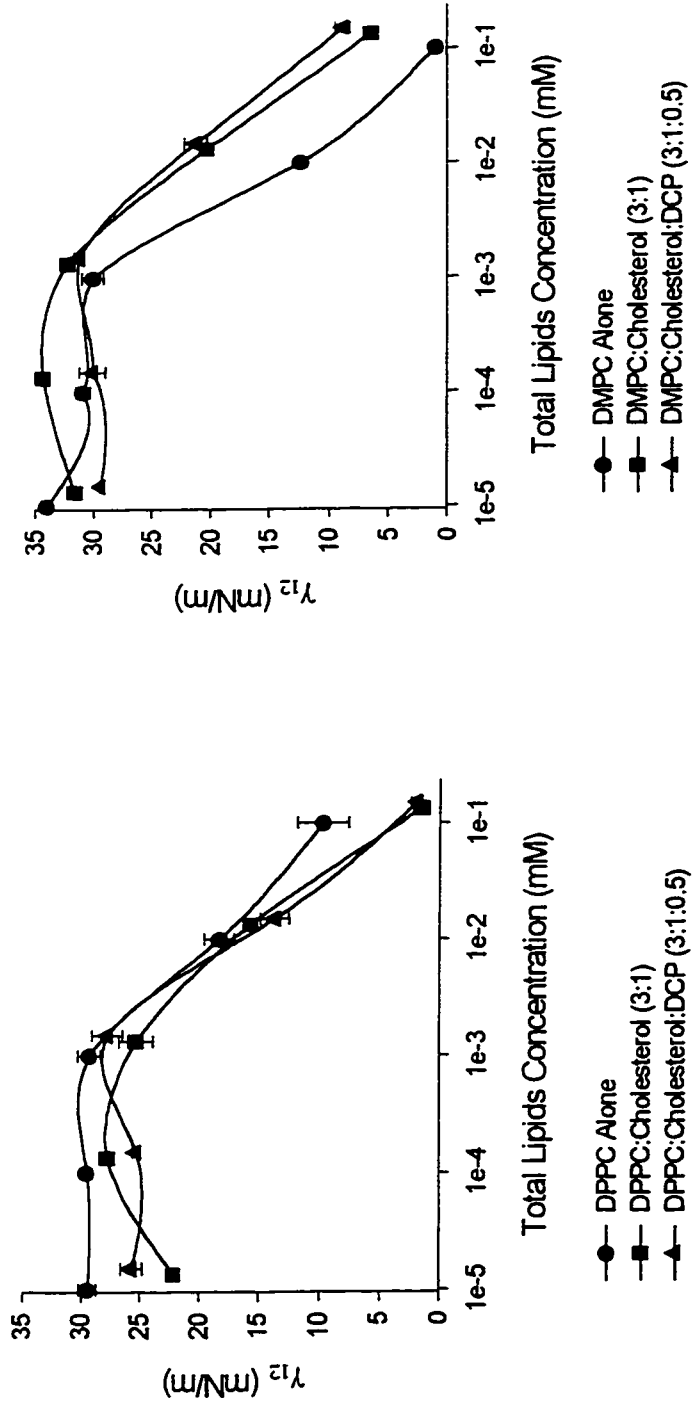 35
30
25
20
15
10
5
0
γ12 (mN/m)
1e-5 1e-4 1e-3 1e-2 1e-1
Total Lipids Concentration (mM)
DPPC Alone
DPPC:Cholesterol (3:1)
DPPC:Cholesterol:DCP (3:1:0.5)
35
30
25
20
15
10
5
0
γ12 (mN/m)
1e-5 1e-4 1e-3 1e-2 1e-1
Total Lipids Concentration (mM)
DMPC Alone
DMPC:Cholesterol (3:1)
DMPC:Cholesterol:DCP (3:1:0.5)